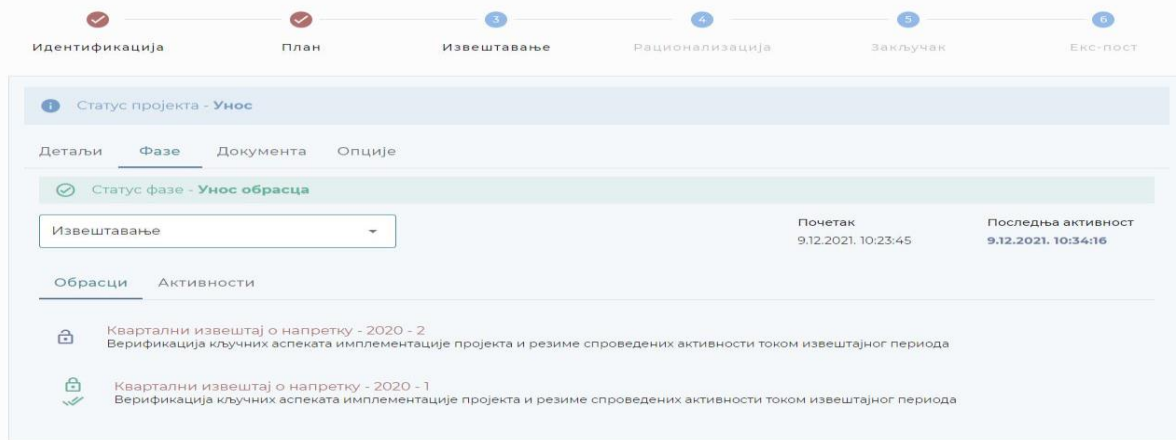 3 4 5 6
Идентификација План Извештавање Рационализација Закључак Екс-пост
Статус пројекта - Унос
Детаљи Фазе Документа Опције
Статус фазе - Унос обрасца
Извештавање
Почетак Последња активност
9.12.2021. 10:23:45 9.12.2021. 10:34:16
Обрасци Активности
Квартални извештај о напретку - 2020 - 2
Верификација кључних аспеката имплементације пројекта и резиме спроведених активности током извештајног периода
Квартални извештај о напретку - 2020 - 1
Верификација кључних аспеката имплементације пројекта и резиме спроведених активности током извештајног периода